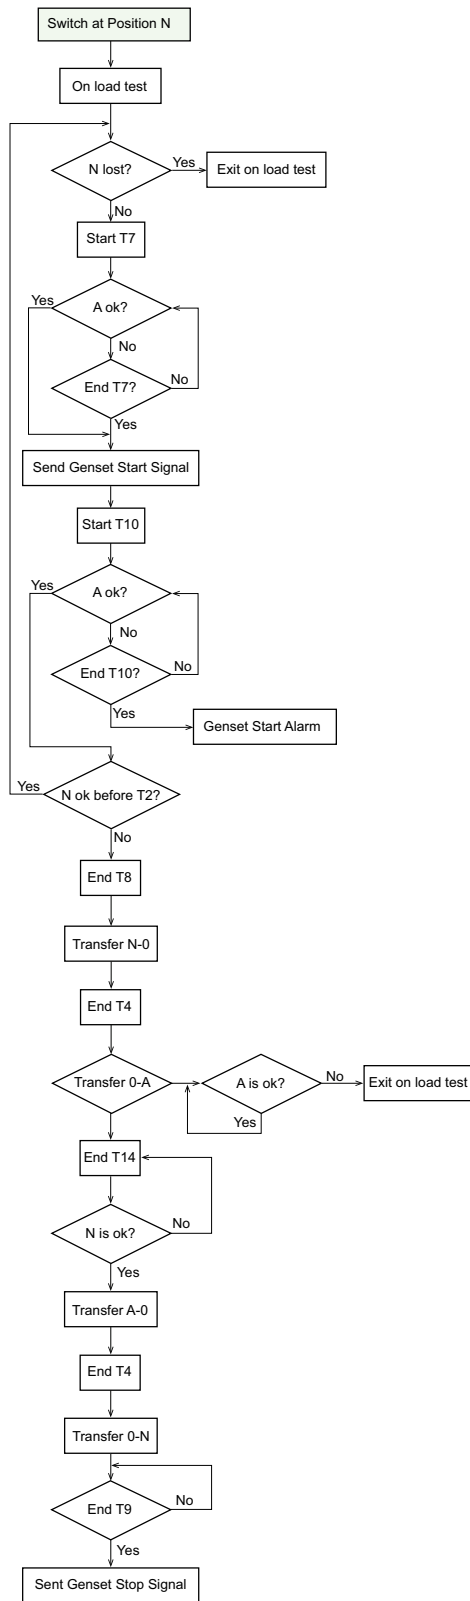 Switch at Position N
On load test
N lost?
Yes
Exit on load test
No
Start T7
Yes
A ok?
No
End T7?
No
Yes
Send Genset Start Signal
Start T10
Yes
A ok?
No
End T10?
No
Yes
Genset Start Alarm
Yes
N ok before T2?
No
End T8
Transfer N-0
End T4
Transfer 0-A
A is ok?
No
Exit on load test
Yes
End T14
N is ok?
No
Yes
Transfer A-0
End T4
Transfer 0-N
End T9
No
Yes
Sent Genset Stop Signal